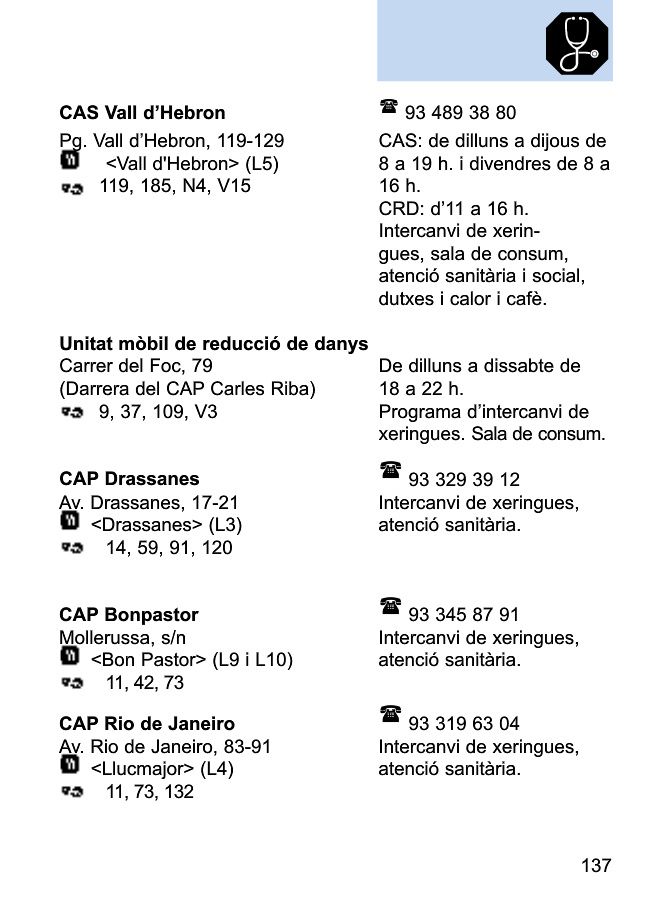 CAS Vall d’Hebron
93 489 38 80
Pg. Vall d’Hebron, 119-129
<Vall d'Hebron> (L5)
119, 185, N4, V15
CAS: de dilluns a dijous de
8 a 19 h. i divendres de 8 a
16 h.
CRD: d’11 a 16 h.
Intercanvi de xerin-
gues, sala de consum,
atenció sanitària i social,
dutxes i calor i cafè.
Unitat mòbil de reducció de danys
Carrer del Foc, 79
(Darrera del CAP Carles Riba)
9, 37, 109, V3
De dilluns a dissabte de
18 a 22 h.
Programa d’intercanvi de
xeringues. Sala de consum.
CAP Drassanes
Av. Drassanes, 17-21
<Drassanes> (L3)
14, 59, 91, 120
93 329 39 12
Intercanvi de xeringues,
atenció sanitària.
CAP Bonpastor
Mollerussa, s/n
<Bon Pastor> (L9 i L10)
11, 42, 73
93 345 87 91
Intercanvi de xeringues,
atenció sanitària.
CAP Rio de Janeiro
Av. Rio de Janeiro, 83-91
<Llucmajor> (L4)
11, 73, 132
93 319 63 04
Intercanvi de xeringues,
atenció sanitària.
137